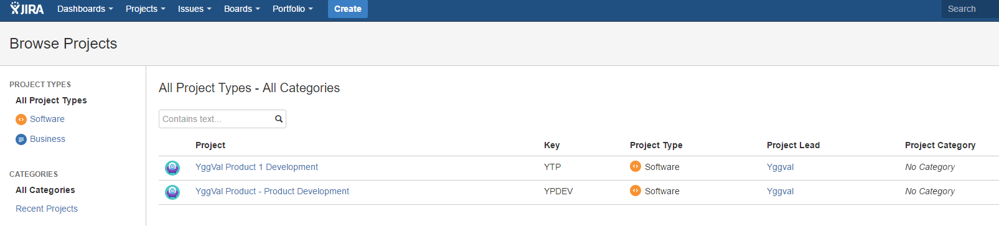 JIRA Dashboards Projects Issues Boards Portfolio Create Search
Browse Projects
PROJECT TYPES
All Project Types
Software
Business
CATEGORIES
All Categories
Recent Projects
All Project Types - All Categories
Contains text...
Project Key Project Type Project Lead Project Category
YggVal Product 1 Development YTP Software Yggval No Category
YggVal Product - Product Development YPDEV Software Yggval No Category